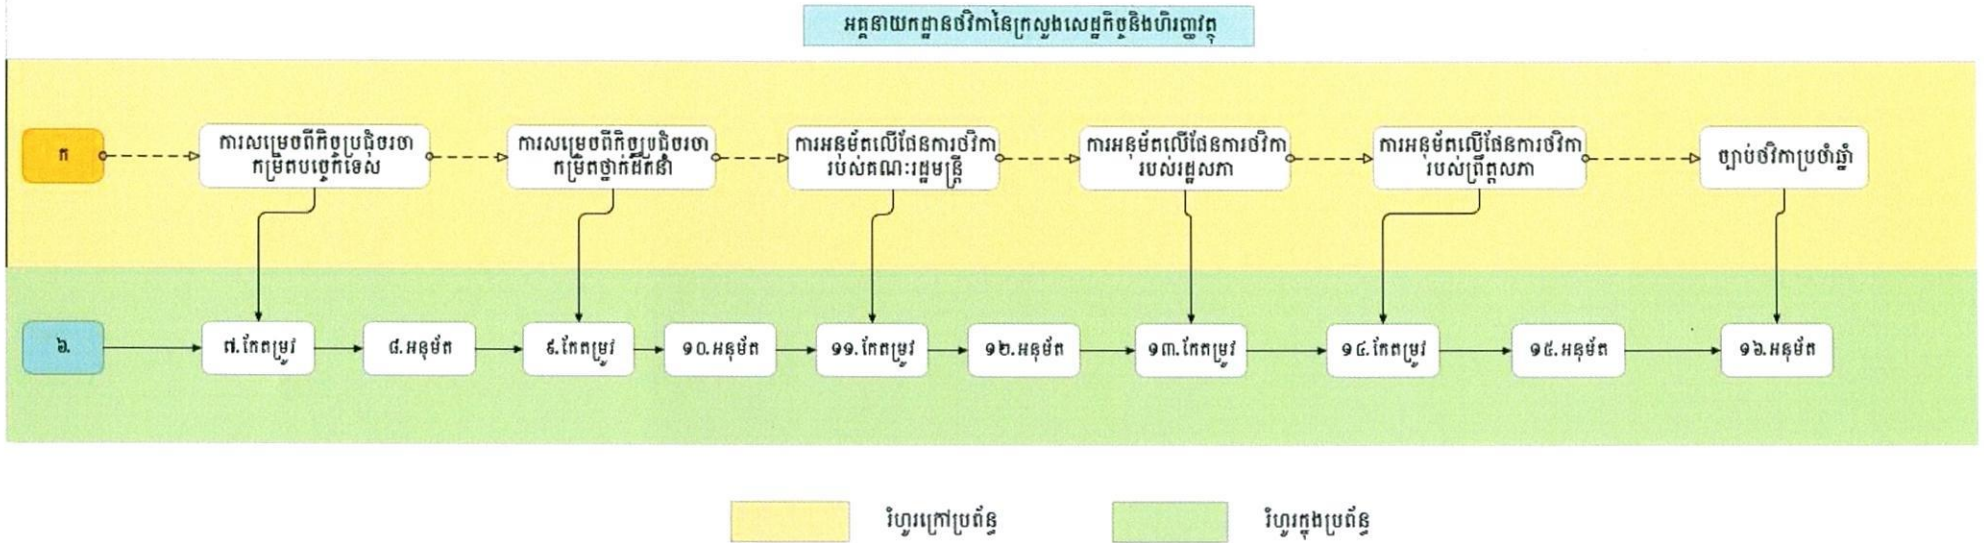 អគ្គនាយកដ្ឋានថវិកានៃក្រសួងសេដ្ឋកិច្ចនិងហិរញ្ញវត្ថុ
ក
ការសម្រេចពីកិច្ចប្រជុំចរចា
កម្រិតបច្ចេកទេស
ការសម្រេចពីកិច្ចប្រជុំចរចា
កម្រិតថ្នាក់ដឹកនាំ
ការអនុម័តលើផែនការថវិកា
របស់គណៈរដ្ឋមន្ត្រី
ការអនុម័តលើផែនការថវិកា
របស់រដ្ឋសភា
ការអនុម័តលើផែនការថវិកា
របស់ព្រឹត្តសភា
ច្បាប់ថវិកាប្រចាំឆ្នាំ
៦.
៧. កែតម្រូវ
៨. អនុម័ត
៩. កែតម្រូវ
១០. អនុម័ត
១១. កែតម្រូវ
១២. អនុម័ត
១៣. កែតម្រូវ
១៤. កែតម្រូវ
១៥. អនុម័ត
១៦. អនុម័ត
រំហូរក្រៅប្រព័ន្ធ
រំហូរក្នុងប្រព័ន្ធ